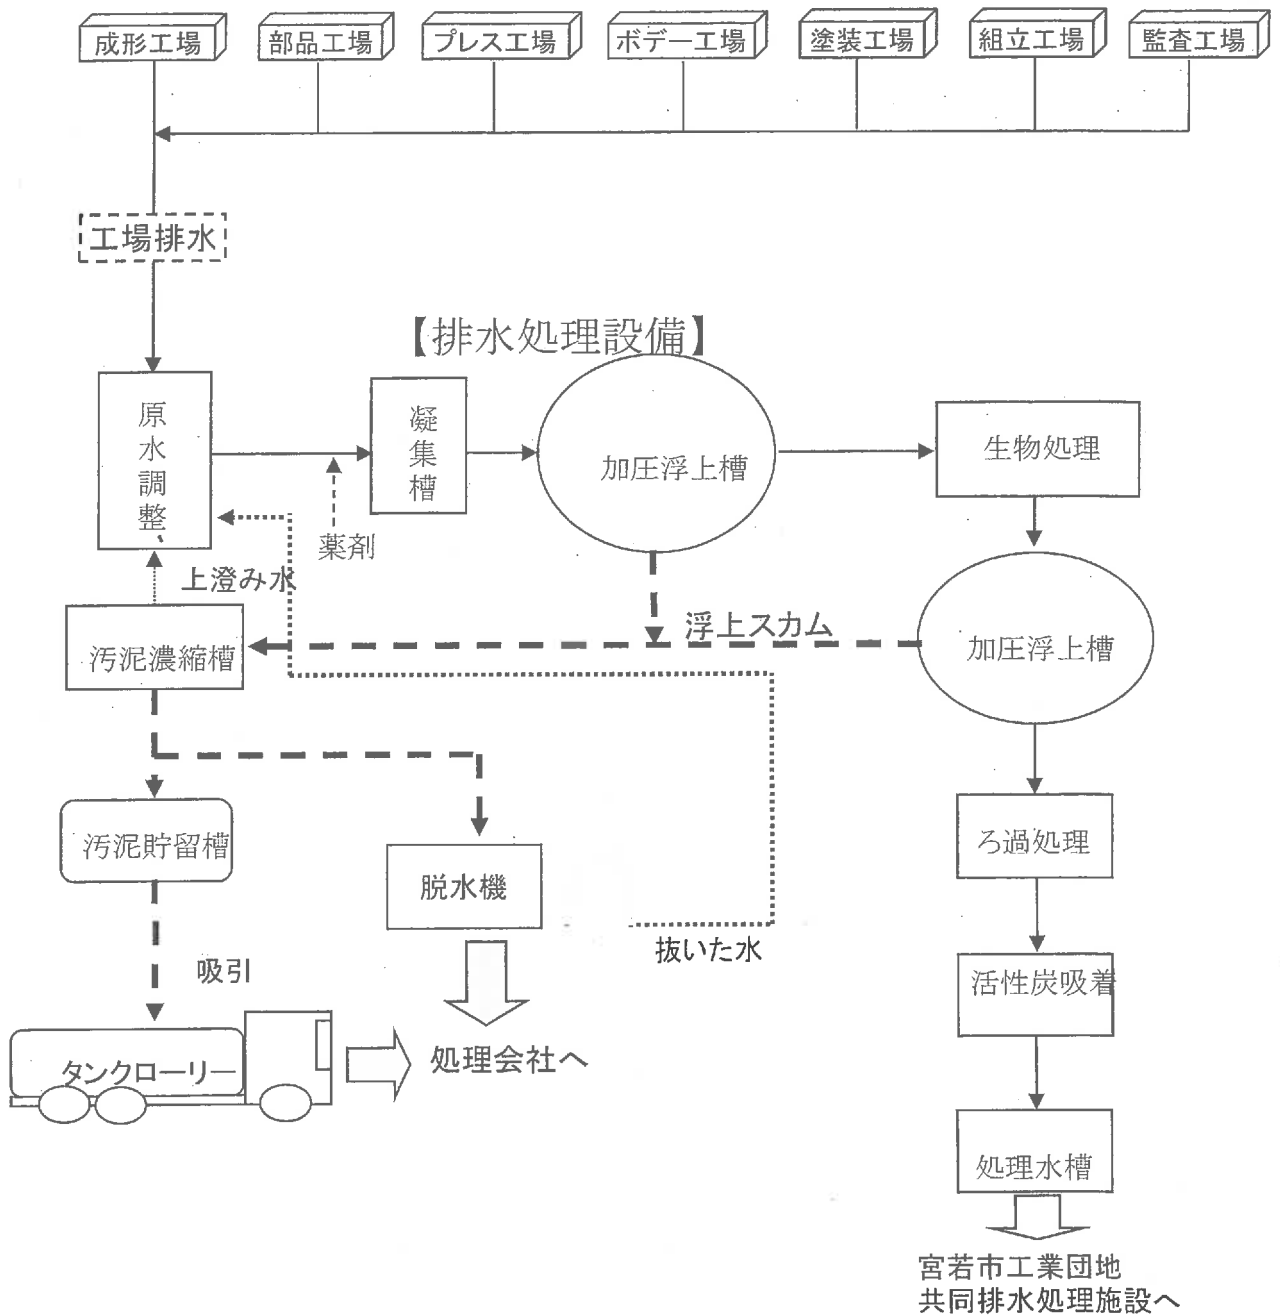 成形工場
部品工場
プレス工場
ボデー工場
塗装工場
組立工場
監査工場
工場排水
【排水処理設備】
原水調整
凝集槽
加圧浮上槽
生物処理
薬剤
上澄み水
浮上スカム
汚泥濃縮槽
加圧浮上槽
汚泥貯留槽
脱水機
ろ過処理
抜いた水
吸引
活性炭吸着
タンクローリー
処理会社へ
処理水槽
宮若市工業団地
共同排水処理施設へ